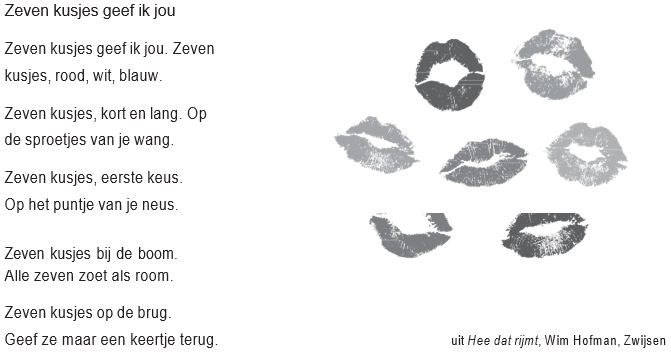 Zeven kusjes geef ik jou
Zeven kusjes geef ik jou. Zeven
kusjes, rood, wit, blauw.
Zeven kusjes, kort en lang. Op
de sproetjes van je wang.
Zeven kusjes, eerste keus.
Op het puntje van je neus.
Zeven kusjes bij de boom.
Alle zeven zoet als room.
Zeven kusjes op de brug.
Geef ze maar een keertje terug.
uit Hee dat rijmt, Wim Hofman, Zwijsen